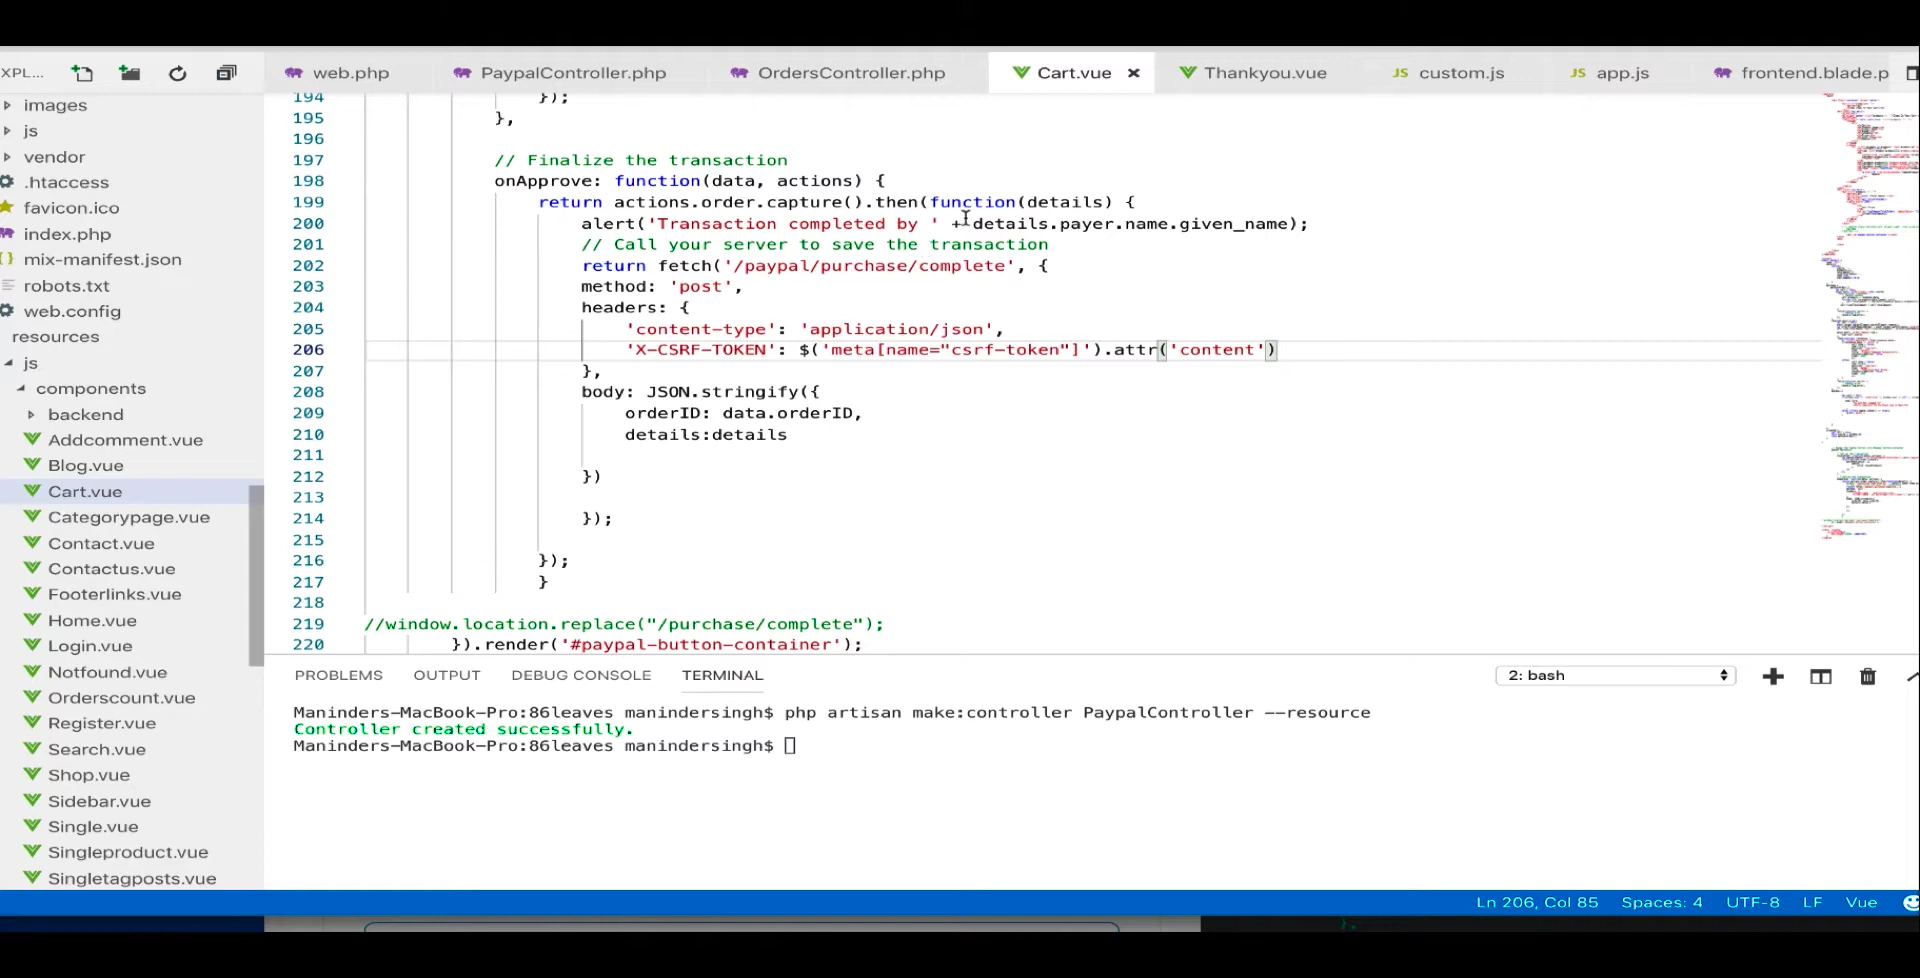 XPL...
web.php
PaypalController.php
OrdersController.php
Cart.vue
Thankyou.vue
JS custom.js
JS app.js
frontend.blade.p
images
js
vendor
.htaccess
favicon.ico
index.php
mix-manifest.json
robots.txt
web.config
resources
js
components
backend
Addcomment.vue
Blog.vue
Cart.vue
Categorypage.vue
Contact.vue
Contactus.vue
Footerlinks.vue
Home.vue
Login.vue
Notfound.vue
Orderscount.vue
Register.vue
Search.vue
Shop.vue
Sidebar.vue
Single.vue
Singleproduct.vue
Singletagposts.vue
194 });
195 },
196
197 // Finalize the transaction
198 onApprove: function(data, actions) {
199 return actions.order.capture().then(function(details) {
200 alert('Transaction completed by ' + details.payer.name.given_name);
201 // Call your server to save the transaction
202 return fetch('/paypal/purchase/complete', {
203 method: 'post',
204 headers: {
205 'content-type': 'application/json',
206 'X-CSRF-TOKEN': $('meta[name="csrf-token"]').attr('content')
207 },
208 body: JSON.stringify({
209 orderID: data.orderID,
210 details:details
211
212 })
213
214 });
215
216 });
217 }
218
219 //window.location.replace("/purchase/complete");
220 }).render('#paypal-button-container');
PROBLEMS OUTPUT DEBUG CONSOLE TERMINAL
2: bash
Maninders-MacBook-Pro:86leaves manindersingh$ php artisan make:controller PaypalController --resource
Controller created successfully.
Maninders-MacBook-Pro:86leaves manindersingh$
Ln 206, Col 85 Spaces: 4 UTF-8 LF Vue